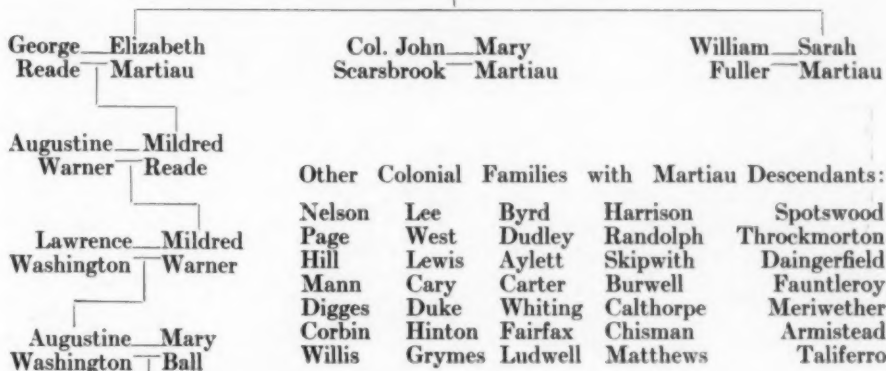 George Elizabeth
Reade Martiau
Col. John Mary
Scarsbrook Martiau
William Sarah
Fuller Martiau
Augustine Mildred
Warner Reade
Lawrence Mildred
Washington Warner
Augustine Mary
Washington Ball
Other Colonial Families with Martiau Descendants:
Nelson Lee Byrd Harrison Spotswood
Page West Dudley Randolph Throckmorton
Hill Lewis Aylett Skipwith Daingerfield
Mann Cary Carter Burwell Fauntleroy
Digges Duke Whiting Calthorpe Meriwether
Corbin Hinton Fairfax Chisman Armistead
Willis Grymes Ludwell Matthews Taliferro